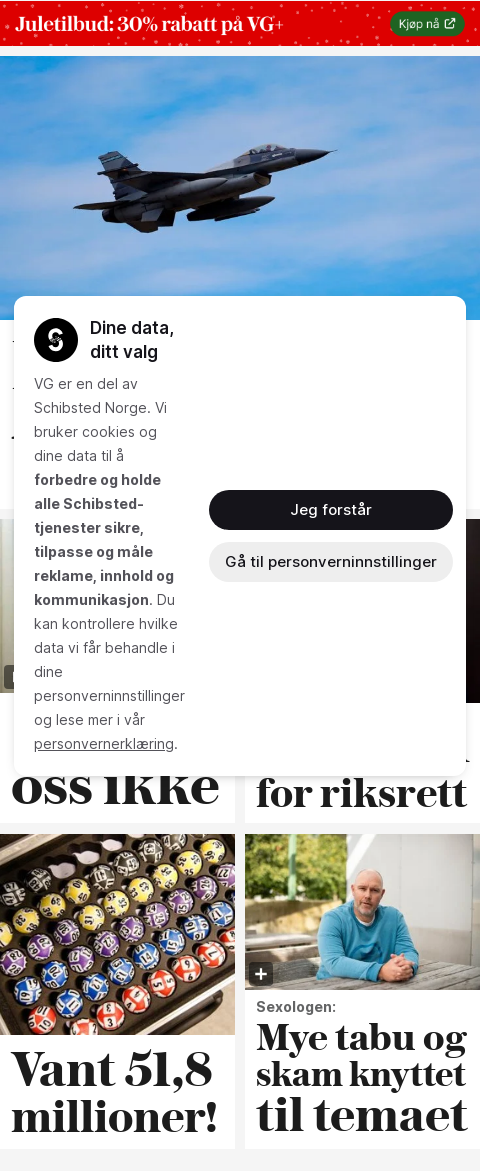 Juletilbud: 30% rabatt på VG+
Kjøp nå
Dine data,
ditt valg
VG er en del av
Schibsted Norge. Vi
bruker cookies og
dine data til å
forbedre og holde
alle Schibsted-
tjenester sikre,
tilpasse og måle
reklame, innhold og
kommunikasjon. Du
kan kontrollere hvilke
data vi får behandle i
dine
personverninnstillinger
og lese mer i vår
personvernerklæring.
Jeg forstår
Gå til personverninnstillinger
oss ikke
for riksrett
Vant 51,8
millioner!
Sexologen:
Mye tabu og
skam knyttet
til temaet